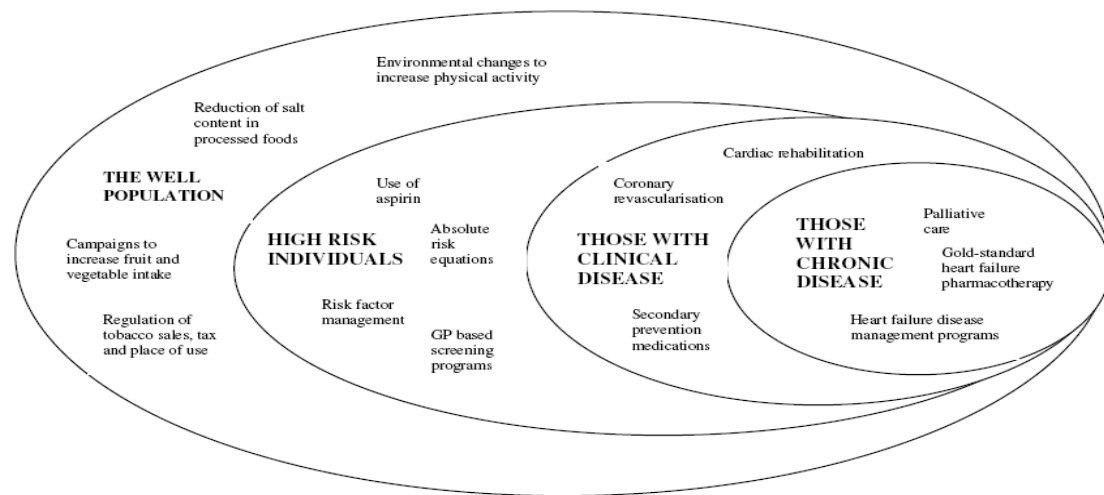 Environmental changes to
increase physical activity
Reduction of salt
content in
processed foods
THE WELL
POPULATION
Campaigns to
increase fruit and
vegetable intake
Regulation of
tobacco sales, tax
and place of use
Use of
aspirin
HIGH RISK
INDIVIDUALS
Absolute
risk
equations
Risk factor
management
GP based
screening
programs
Cardiac rehabilitation
Coronary
revascularisation
THOSE WITH
CLINICAL
DISEASE
Secondary
prevention
medications
THOSE
WITH
CHRONIC
DISEASE
Palliative
care
Gold-standard
heart failure
pharmacotherapy
Heart failure disease
management programs